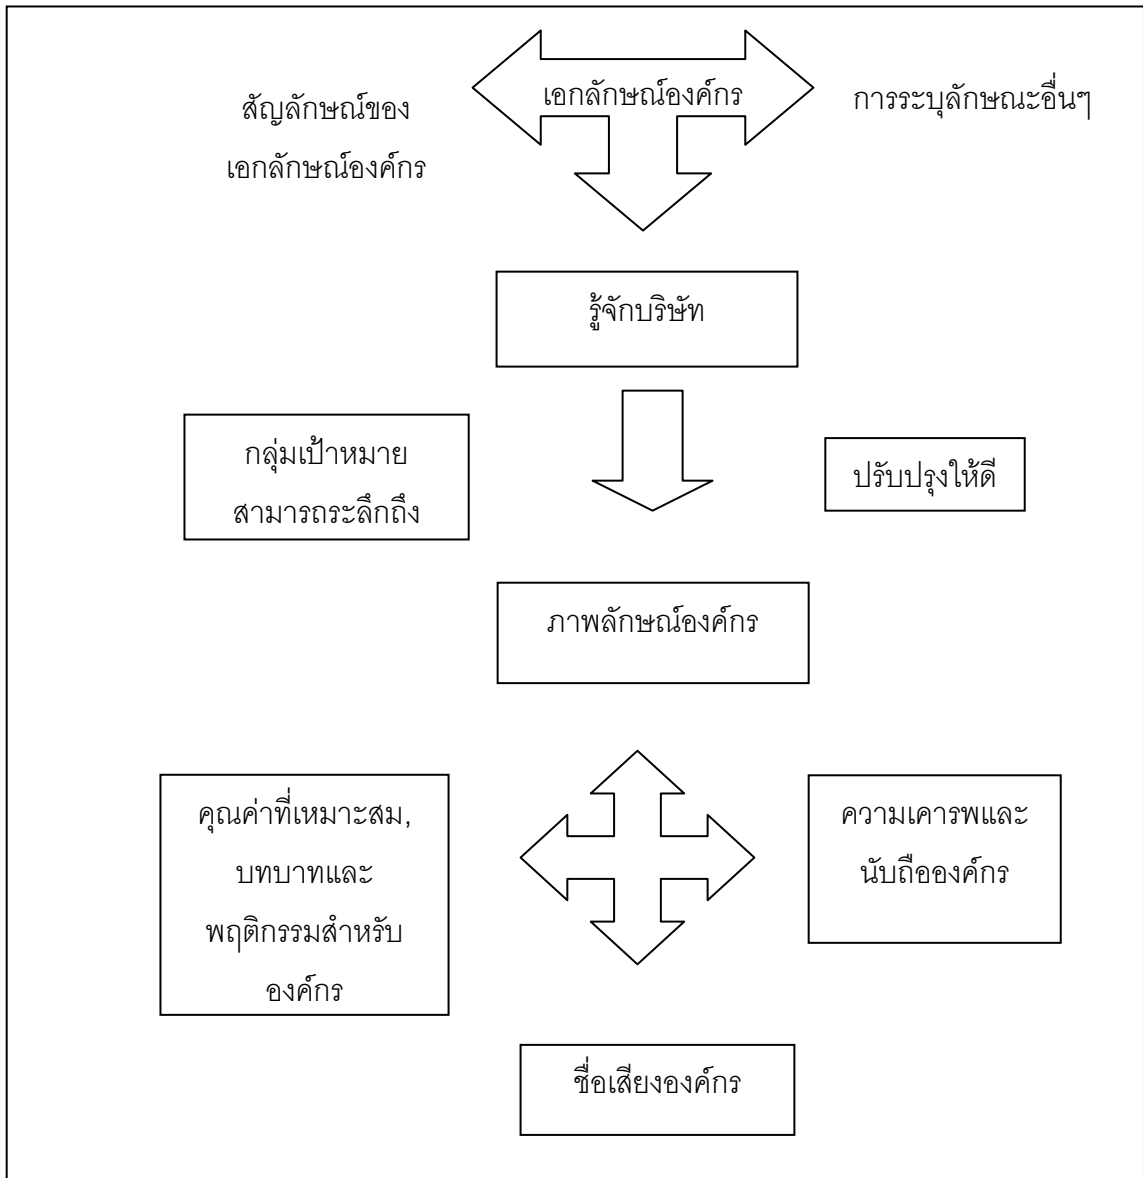 เอกลักษณ์องค์กร
สัญลักษณ์ของ
เอกลักษณ์องค์กร
การระบุลักษณะอื่นๆ
รู้จักบริษัท
กลุ่มเป้าหมาย
สามารถระลึกถึง
ปรับปรุงให้ดี
ภาพลักษณ์องค์กร
คุณค่าที่เหมาะสม,
บทบาทและ
พฤติกรรมสำหรับ
องค์กร
ความเคารพและ
นับถือองค์กร
ชื่อเสียงองค์กร